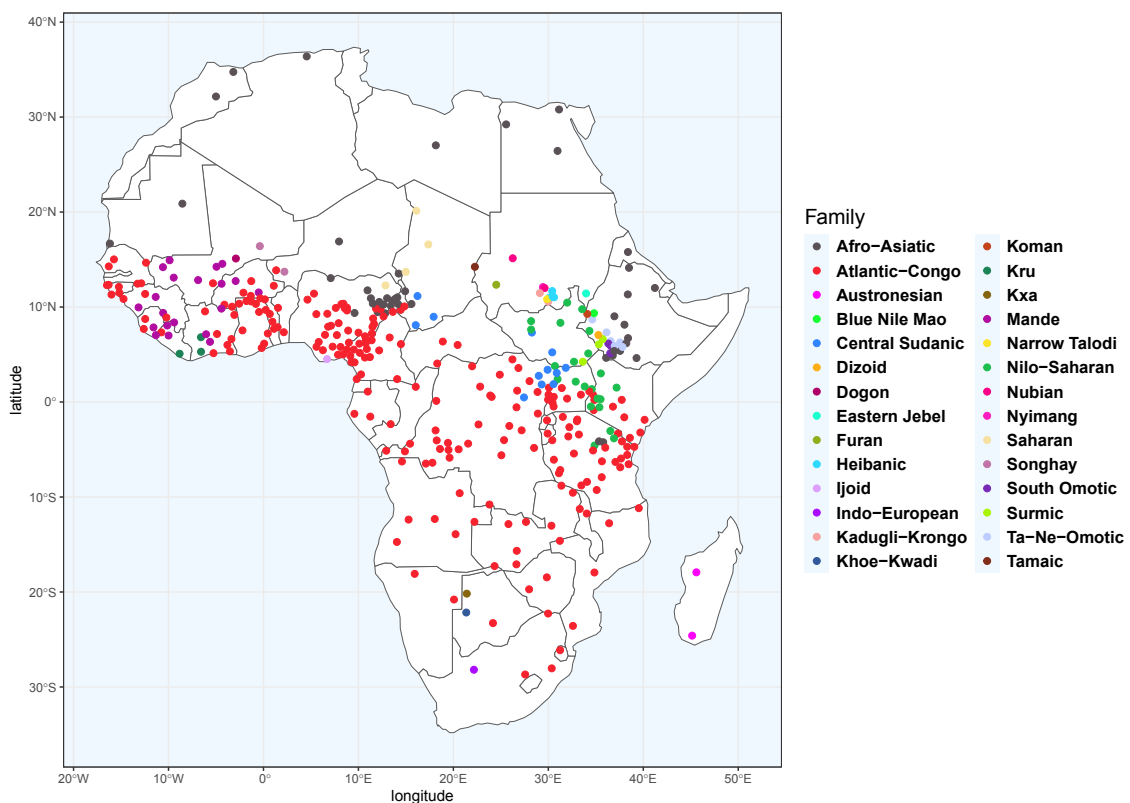 40°N
30°N
20°N
10°N
0°
10°S
20°S
30°S
latitude
20°W
10°W
0°
10°E
20°E
30°E
40°E
50°E
longitude
Family
Afro−Asiatic
Atlantic−Congo
Austronesian
Blue Nile Mao
Central Sudanic
Dizoid
Dogon
Eastern Jebel
Furan
Heibanic
Ijoid
Indo−European
Kadugli−Krongo
Khoe−Kwadi
Koman
Kru
Kxa
Mande
Narrow Talodi
Nilo−Saharan
Nubian
Nyimang
Saharan
Songhay
South Omotic
Surmic
Ta−Ne−Omotic
Tamaic